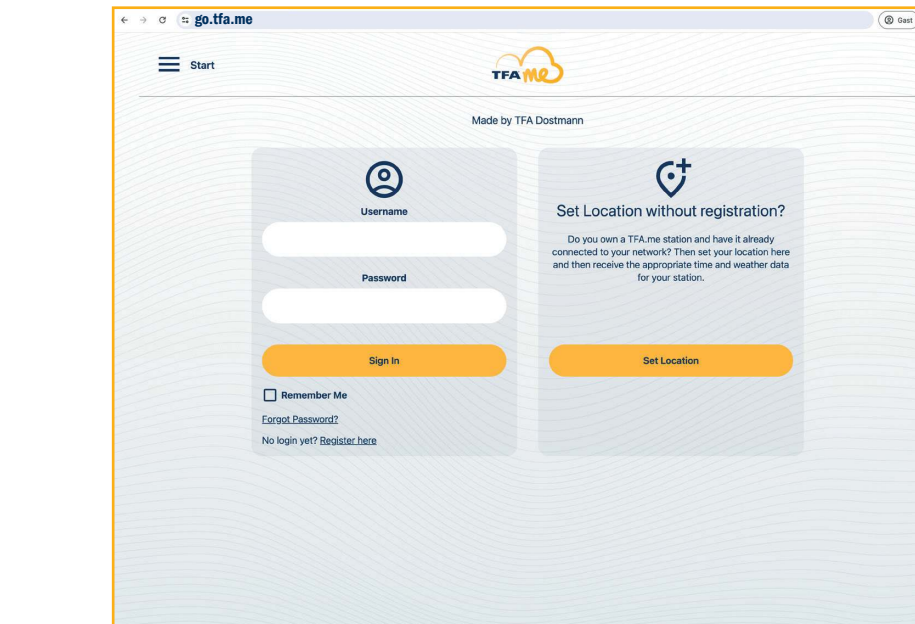 go.tfa.me
Gast
Start
TFA me
Made by TFA Dostmann
Username
Password
Sign In
Remember Me
Forgot Password?
No login yet? Register here
Set Location without registration?
Do you own a TFA.me station and have it already
connected to your network? Then set your location here
and then receive the appropriate time and weather data
for your station.
Set Location